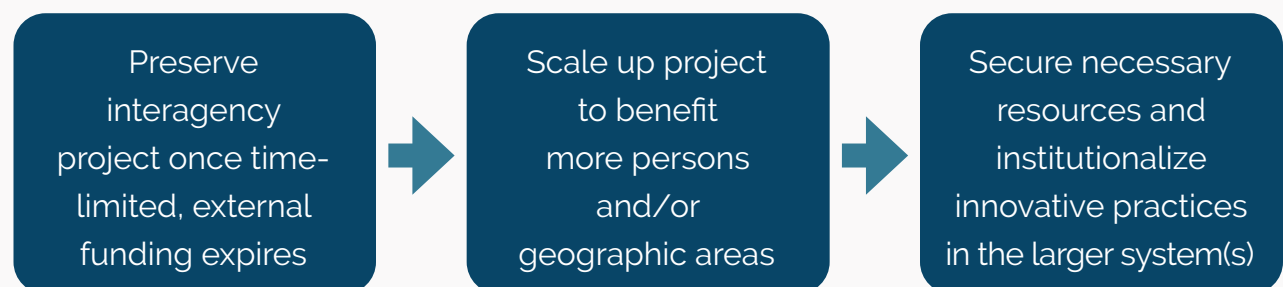 Preserve
interagency
project once time-
limited, external
funding expires
Scale up project
to benefit
more persons
and/or
geographic areas
Secure necessary
resources and
institutionalize
innovative practices
in the larger system(s)